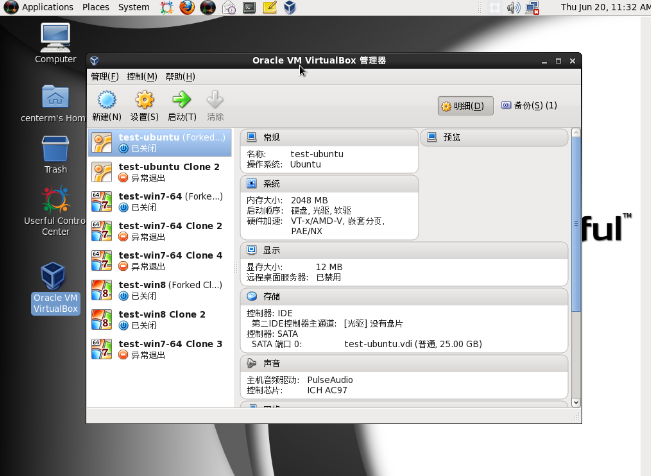 Applications Places System
Thu Jun 20, 11:32 AM
Computer
centerm's Hom
Trash
Userful Contro
Center
Oracle VM
VirtualBox
ful™
Oracle VM VirtualBox 管理器
管理(F) 控制(M) 帮助(H)
新建(N) 设置(S) 启动(T) 清除
明细(D) 备份(S) (1)
test-ubuntu (Forked...)
已关闭
test-ubuntu Clone 2
异常退出
test-win7-64 (Forke...)
已关闭
test-win7-64 Clone 2
异常退出
test-win7-64 Clone 4
异常退出
test-win8 (Forked Cl...)
已关闭
test-win8 Clone 2
已关闭
test-win7-64 Clone 3
异常退出
常规
名称: test-ubuntu
操作系统: Ubuntu
预览
系统
内存大小: 2048 MB
启动顺序: 硬盘, 光驱, 软驱
硬件加速: VT-x/AMD-V, 嵌套分页,
PAE/NX
显示
显存大小: 12 MB
远程桌面服务器: 已禁用
存储
控制器: IDE
第二IDE控制器主通道: [光驱] 没有盘片
控制器: SATA
SATA 端口 0: test-ubuntu.vdi (普通, 25.00 GB)
声音
主机音频驱动: PulseAudio
控制芯片: ICH AC97